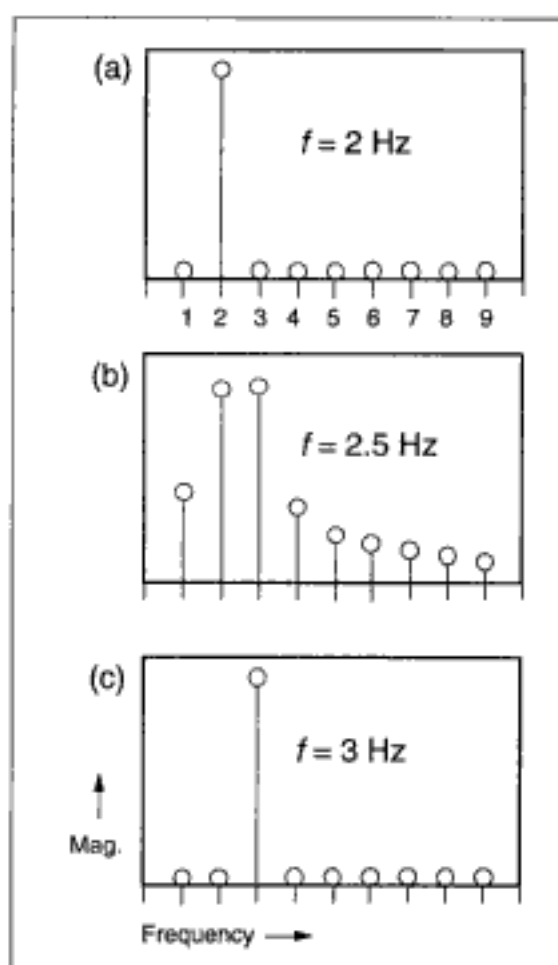 (a)
f = 2 Hz
1 2 3 4 5 6 7 8 9
(b)
f = 2.5 Hz
(c)
f = 3 Hz
Mag.
Frequency